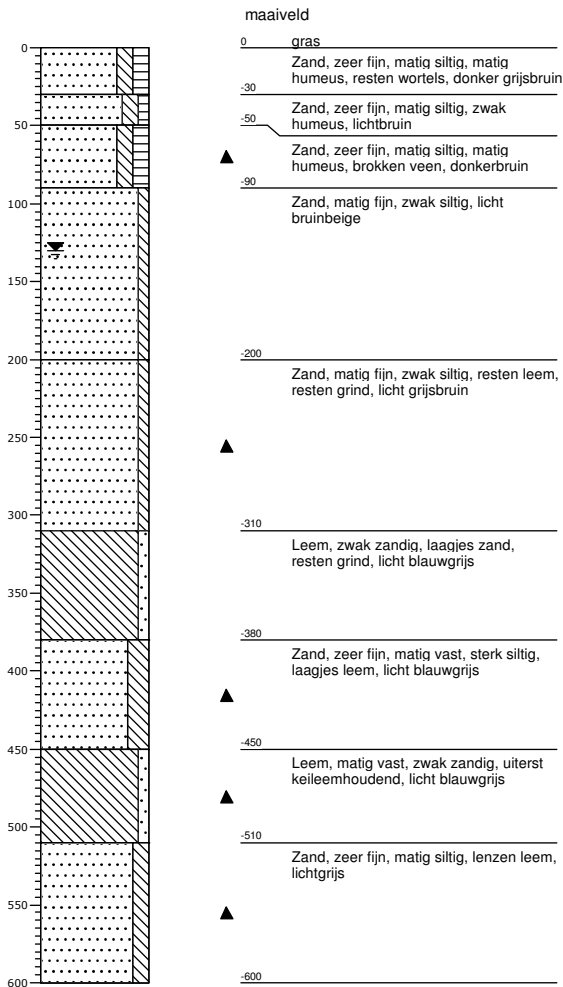 maaiveld
0
0
gras
Zand, zeer fijn, matig siltig, matig
humeus, resten wortels, donker grijsbruin
-30
Zand, zeer fijn, matig siltig, zwak
humeus, lichtbruin
50
-50
Zand, zeer fijn, matig siltig, matig
humeus, brokken veen, donkerbruin
-90
100
Zand, matig fijn, zwak siltig, licht
bruinbeige
150
200
-200
Zand, matig fijn, zwak siltig, resten leem,
resten grind, licht grijsbruin
250
300
-310
Leem, zwak zandig, laagjes zand,
resten grind, licht blauwgrijs
350
-380
Zand, zeer fijn, matig vast, sterk siltig,
laagjes leem, licht blauwgrijs
400
450
-450
Leem, matig vast, zwak zandig, uiterst
keileemhoudend, licht blauwgrijs
500
-510
Zand, zeer fijn, matig siltig, lenzen leem,
lichtgrijs
550
600
-600